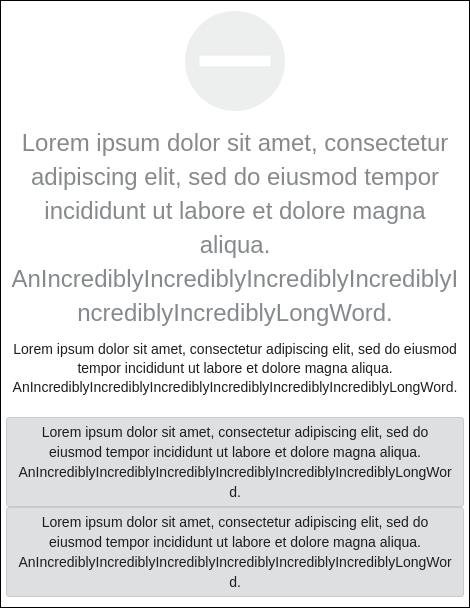 Lorem ipsum dolor sit amet, consectetur
adipiscing elit, sed do eiusmod tempor
incididunt ut labore et dolore magna
aliqua.
AnIncrediblyIncrediblyIncrediblyIncrediblyI
ncrediblyIncrediblyLongWord.
Lorem ipsum dolor sit amet, consectetur adipiscing elit, sed do eiusmod
tempor incididunt ut labore et dolore magna aliqua.
AnIncrediblyIncrediblyIncrediblyIncrediblyIncrediblyIncrediblyLongWord.
Lorem ipsum dolor sit amet, consectetur adipiscing elit, sed do
eiusmod tempor incididunt ut labore et dolore magna aliqua.
AnIncrediblyIncrediblyIncrediblyIncrediblyIncrediblyIncrediblyLongWor
d.
Lorem ipsum dolor sit amet, consectetur adipiscing elit, sed do
eiusmod tempor incididunt ut labore et dolore magna aliqua.
AnIncrediblyIncrediblyIncrediblyIncrediblyIncrediblyIncrediblyLongWor
d.